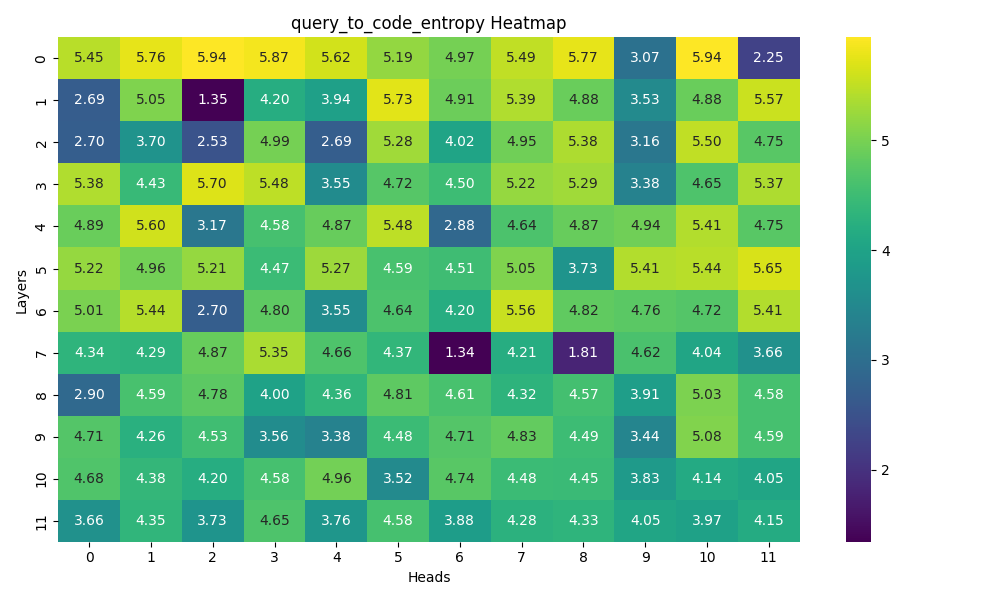 query_to_code_entropy Heatmap
0 5.45 5.76 5.94 5.87 5.62 5.19 4.97 5.49 5.77 3.07 5.94 2.25
1 2.69 5.05 1.35 4.20 3.94 5.73 4.91 5.39 4.88 3.53 4.88 5.57
2 2.70 3.70 2.53 4.99 2.69 5.28 4.02 4.95 5.38 3.16 5.50 4.75
3 5.38 4.43 5.70 5.48 3.55 4.72 4.50 5.22 5.29 3.38 4.65 5.37
4 4.89 5.60 3.17 4.58 4.87 5.48 2.88 4.64 4.87 4.94 5.41 4.75
5 5.22 4.96 5.21 4.47 5.27 4.59 4.51 5.05 3.73 5.41 5.44 5.65
6 5.01 5.44 2.70 4.80 3.55 4.64 4.20 5.56 4.82 4.76 4.72 5.41
7 4.34 4.29 4.87 5.35 4.66 4.37 1.34 4.21 1.81 4.62 4.04 3.66
8 2.90 4.59 4.78 4.00 4.36 4.81 4.61 4.32 4.57 3.91 5.03 4.58
9 4.71 4.26 4.53 3.56 3.38 4.48 4.71 4.83 4.49 3.44 5.08 4.59
10 4.68 4.38 4.20 4.58 4.96 3.52 4.74 4.48 4.45 3.83 4.14 4.05
11 3.66 4.35 3.73 4.65 3.76 4.58 3.88 4.28 4.33 4.05 3.97 4.15
0 1 2 3 4 5 6 7 8 9 10 11
Heads
Layers
5
4
3
2